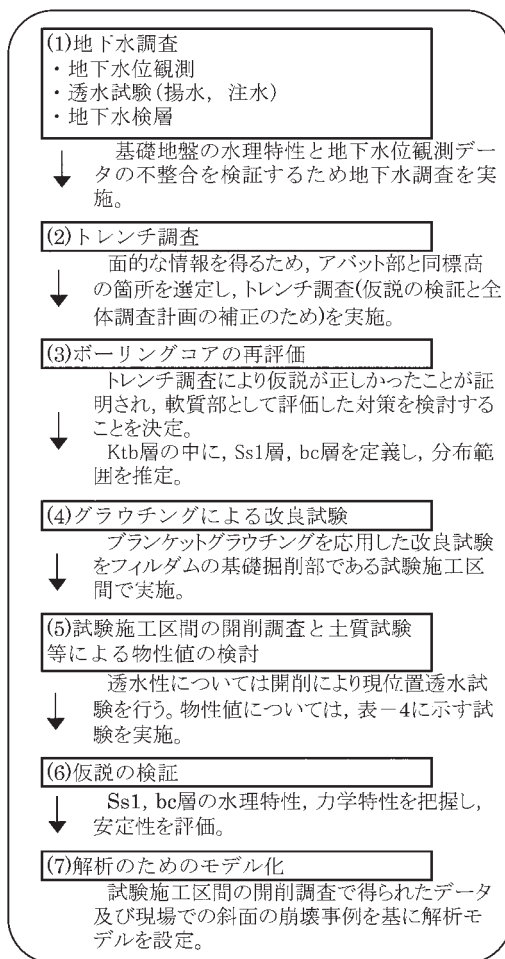 (1)地下水調査
・地下水位観測
・透水試験(揚水，注水)
・地下水検層
基礎地盤の水理特性と地下水位観測デー
タの不整合を検証するため地下水調査を実
施。
(2)トレンチ調査
面的な情報を得るため，アバット部と同標高
の箇所を選定し，トレンチ調査(仮説の検証と全
体調査計画の補正のため)を実施。
(3)ボーリングコアの再評価
トレンチ調査により仮説が正しかったことが証
明され，軟質部として評価した対策を検討する
ことを決定。
Ktb層の中に，Ss1層，bc層を定義し，分布範
囲を推定。
(4)グラウチングによる改良試験
ブランケットグラウチングを応用した改良試験
をフィルダムの基礎掘削部である試験施工区
間で実施。
(5)試験施工区間の開削調査と土質試験
等による物性値の検討
透水性については開削により現位置透水試
験を行う。物性値については，表－4に示す試
験を実施。
(6)仮説の検証
Ss1，bc層の水理特性，力学特性を把握し，
安定性を評価。
(7)解析のためのモデル化
試験施工区間の開削調査で得られたデータ
及び現場での斜面の崩壊事例を基に解析モ
デルを設定。